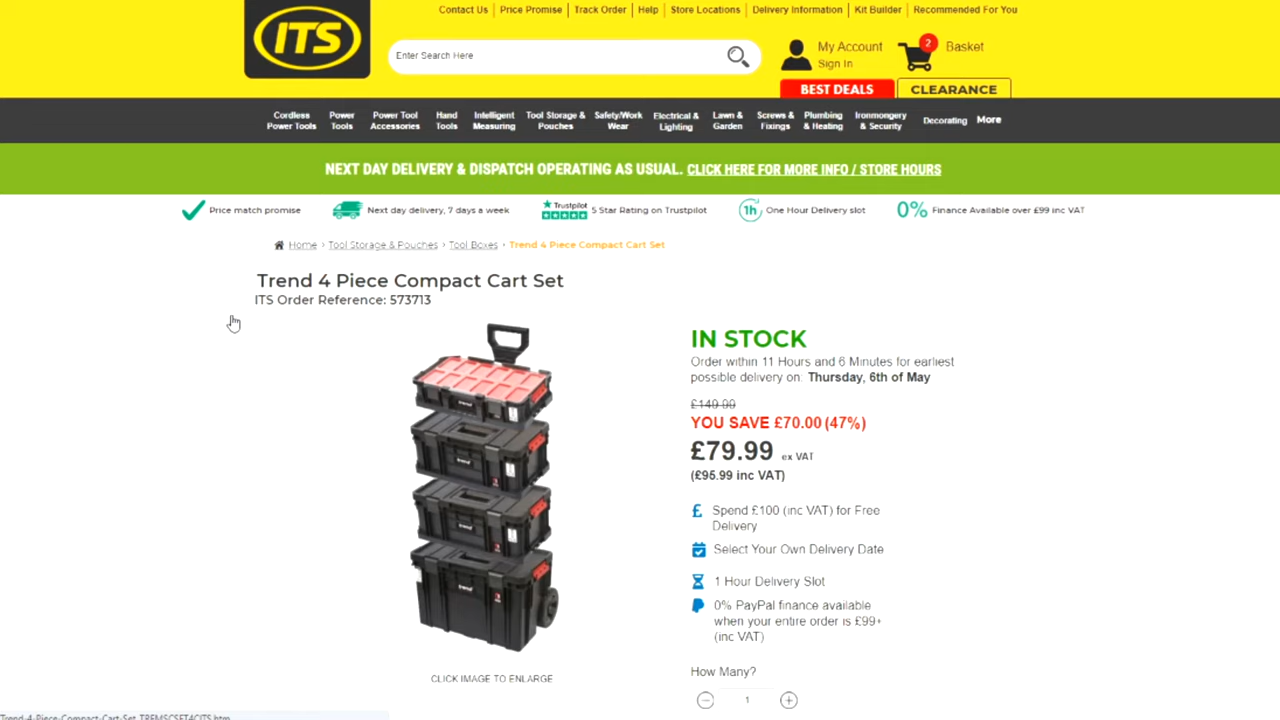 Contact Us | Price Promise | Track Order | Help | Store Locations | Delivery Information | Kit Builder | Recommended For You
ITS
Enter Search Here
My Account
Sign In
2
Basket
BEST DEALS
CLEARANCE
Cordless Power Tools
Power Tools
Power Tool Accessories
Hand Tools
Intelligent Measuring
Tool Storage & Pouches
Safety/Work Wear
Electrical & Lighting
Lawn & Garden
Screws & Fixings
Plumbing & Heating
Ironmongery & Security
Decorating
More
NEXT DAY DELIVERY & DISPATCH OPERATING AS USUAL. CLICK HERE FOR MORE INFO / STORE HOURS
Price match promise
Next day delivery, 7 days a week
Trustpilot
5 Star Rating on Trustpilot
1h
One Hour Delivery slot
0%
Finance Available over £99 inc VAT
Home › Tool Storage & Pouches › Tool Boxes › Trend 4 Piece Compact Cart Set
Trend 4 Piece Compact Cart Set
ITS Order Reference: 573713
trend
trend
trend
trend
CLICK IMAGE TO ENLARGE
IN STOCK
Order within 11 Hours and 6 Minutes for earliest
possible delivery on: Thursday, 6th of May
£149.99
YOU SAVE £70.00 (47%)
£79.99 ex VAT
(£95.99 inc VAT)
£ Spend £100 (inc VAT) for Free
Delivery
Select Your Own Delivery Date
1 Hour Delivery Slot
0% PayPal finance available
when your entire order is £99+
(inc VAT)
How Many?
1